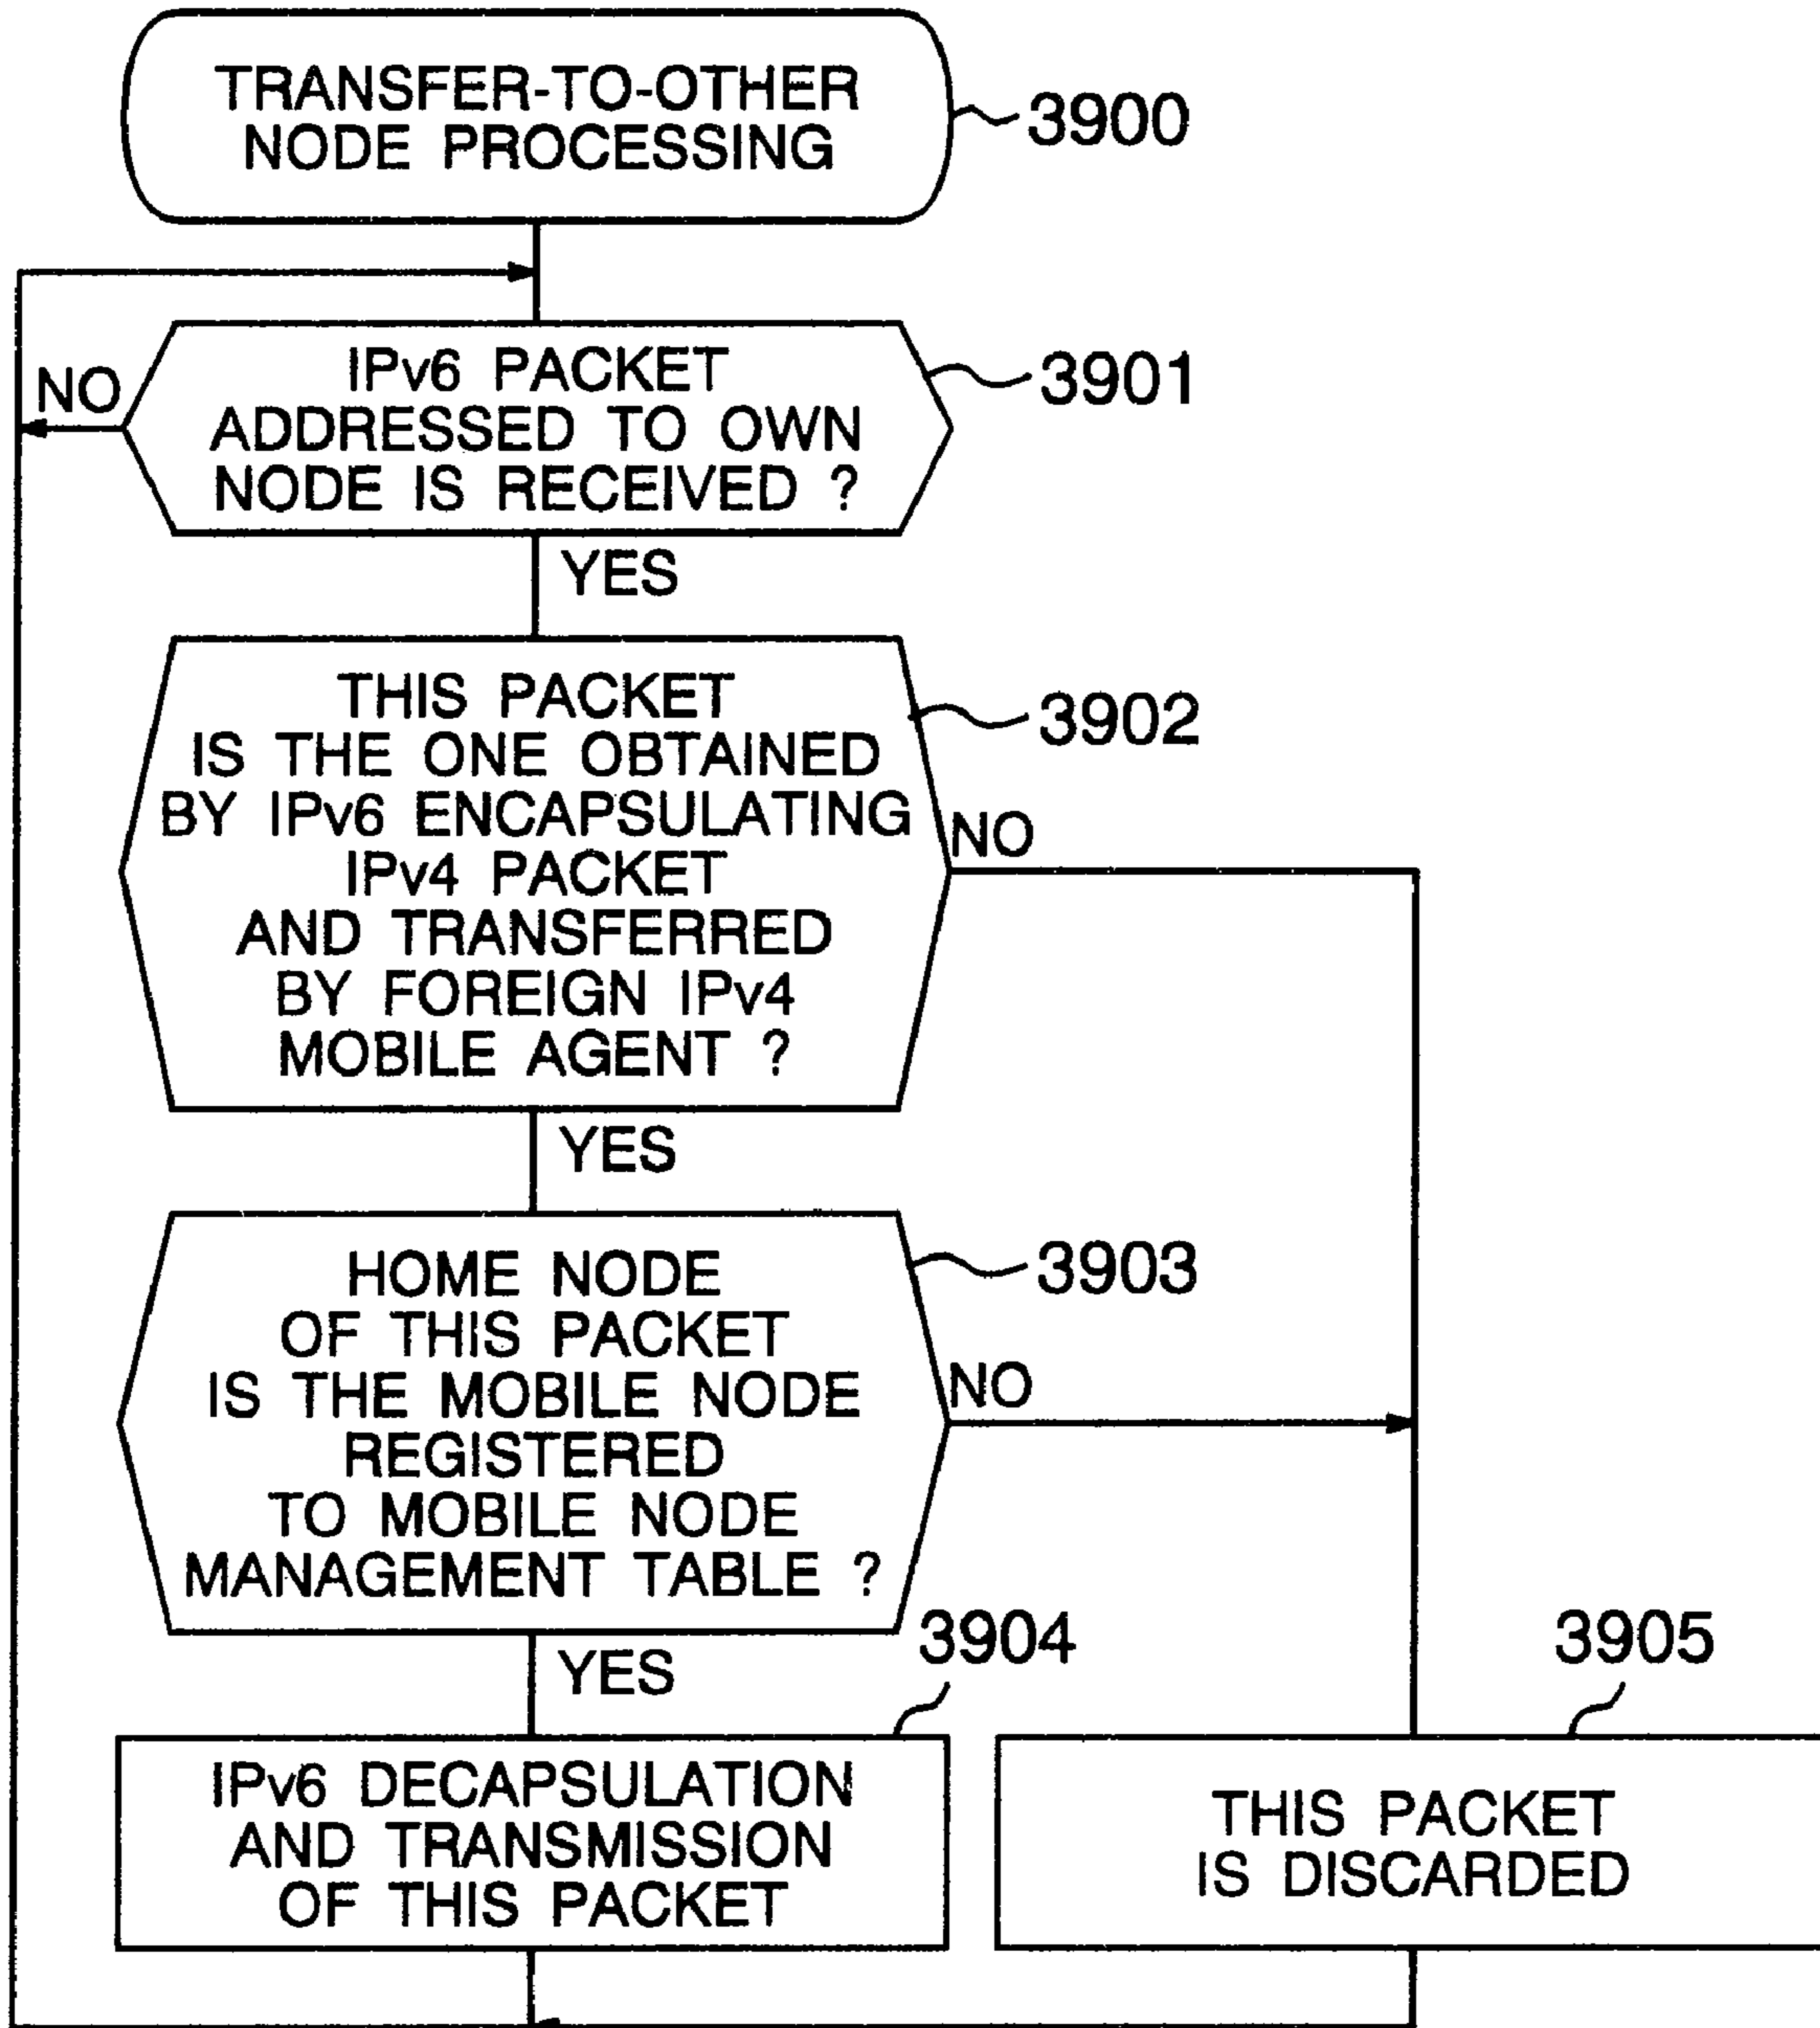 TRANSFER-TO-OTHER
NODE PROCESSING
3900
IPv6 PACKET
ADDRESSED TO OWN
NODE IS RECEIVED ?
3901
NO
YES
THIS PACKET
IS THE ONE OBTAINED
BY IPv6 ENCAPSULATING
IPv4 PACKET
AND TRANSFERRED
BY FOREIGN IPv4
MOBILE AGENT ?
3902
NO
YES
HOME NODE
OF THIS PACKET
IS THE MOBILE NODE
REGISTERED
TO MOBILE NODE
MANAGEMENT TABLE ?
3903
NO
YES
3904
IPv6 DECAPSULATION
AND TRANSMISSION
OF THIS PACKET
3905
THIS PACKET
IS DISCARDED